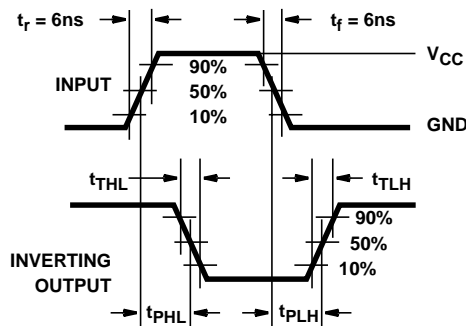 tr = 6ns
tf = 6ns
VCC
INPUT
90%
50%
10%
GND
tTHL
tTLH
90%
50%
10%
INVERTING
OUTPUT
tPHL
tPLH